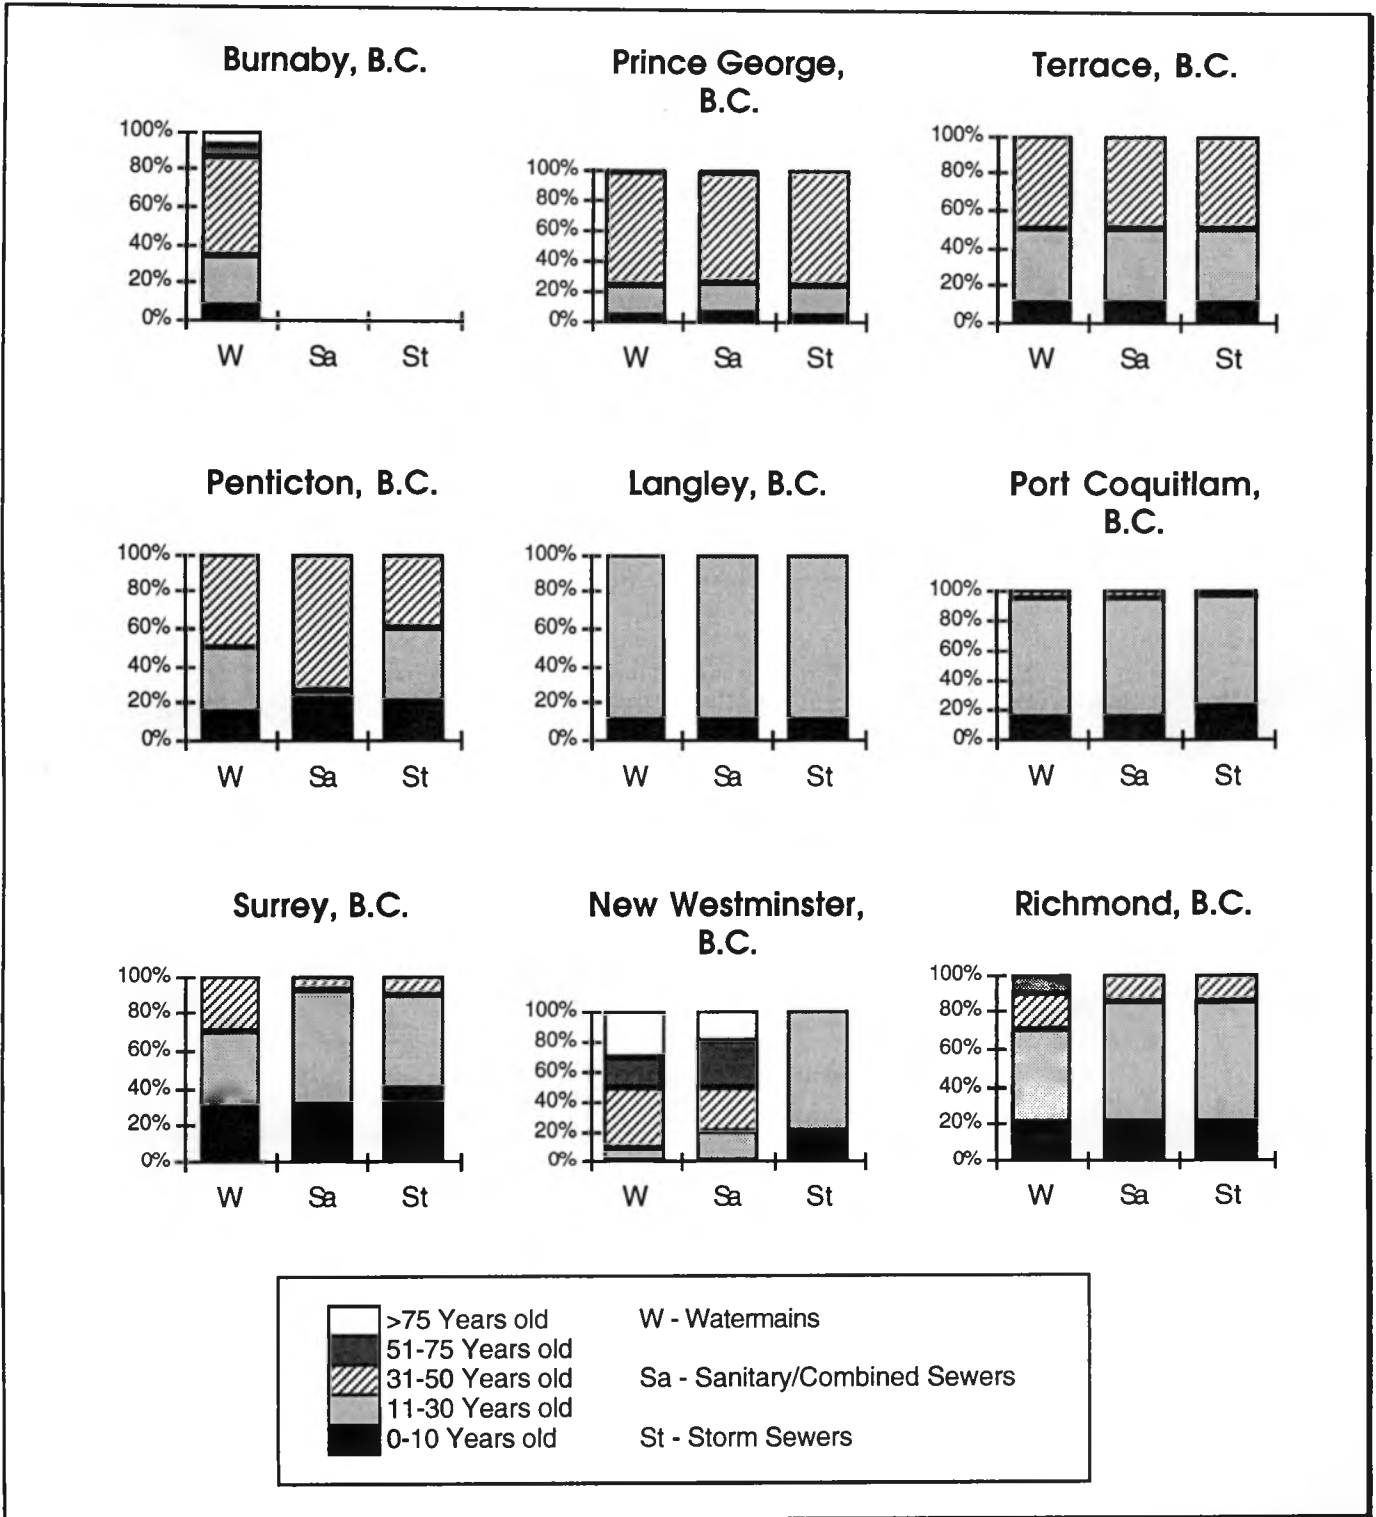 Burnaby, B.C.
100%
80%
60%
40%
20%
0%
W Sa St
Prince George,
B.C.
100%
80%
60%
40%
20%
0%
W Sa St
Terrace, B.C.
100%
80%
60%
40%
20%
0%
W Sa St
Penticton, B.C.
100%
80%
60%
40%
20%
0%
W Sa St
Langley, B.C.
100%
80%
60%
40%
20%
0%
W Sa St
Port Coquitlam,
B.C.
100%
80%
60%
40%
20%
0%
W Sa St
Surrey, B.C.
100%
80%
60%
40%
20%
0%
W Sa St
New Westminster,
B.C.
100%
80%
60%
40%
20%
0%
W Sa St
Richmond, B.C.
100%
80%
60%
40%
20%
0%
W Sa St
>75 Years old
51-75 Years old
31-50 Years old
11-30 Years old
0-10 Years old
W - Watermains
Sa - Sanitary/Combined Sewers
St - Storm Sewers